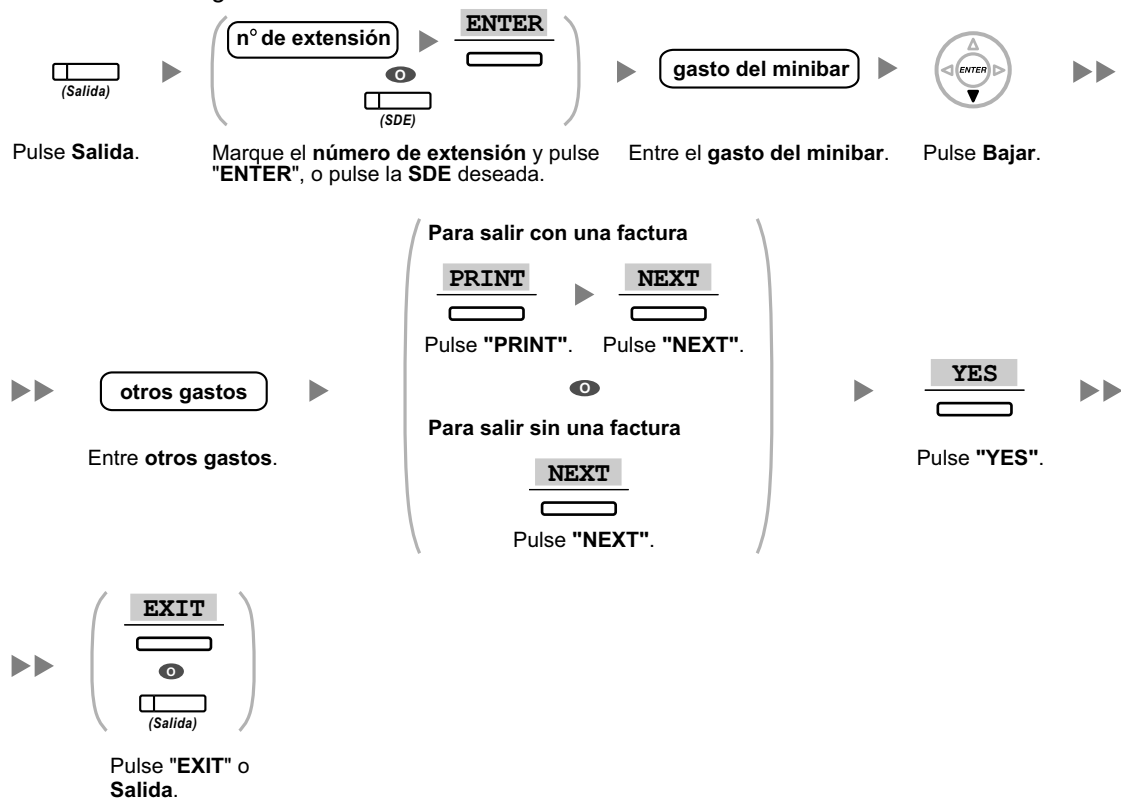 n° de extensión
ENTER
o
(SDE)
(Salida)
gasto del minibar
ENTER
Pulse Salida.
Marque el número de extensión y pulse
"ENTER", o pulse la SDE deseada.
Entre el gasto del minibar.
Pulse Bajar.
otros gastos
Entre otros gastos.
Para salir con una factura
PRINT
NEXT
Pulse "PRINT".
Pulse "NEXT".
o
Para salir sin una factura
NEXT
Pulse "NEXT".
YES
Pulse "YES".
EXIT
o
(Salida)
Pulse "EXIT" o
Salida.